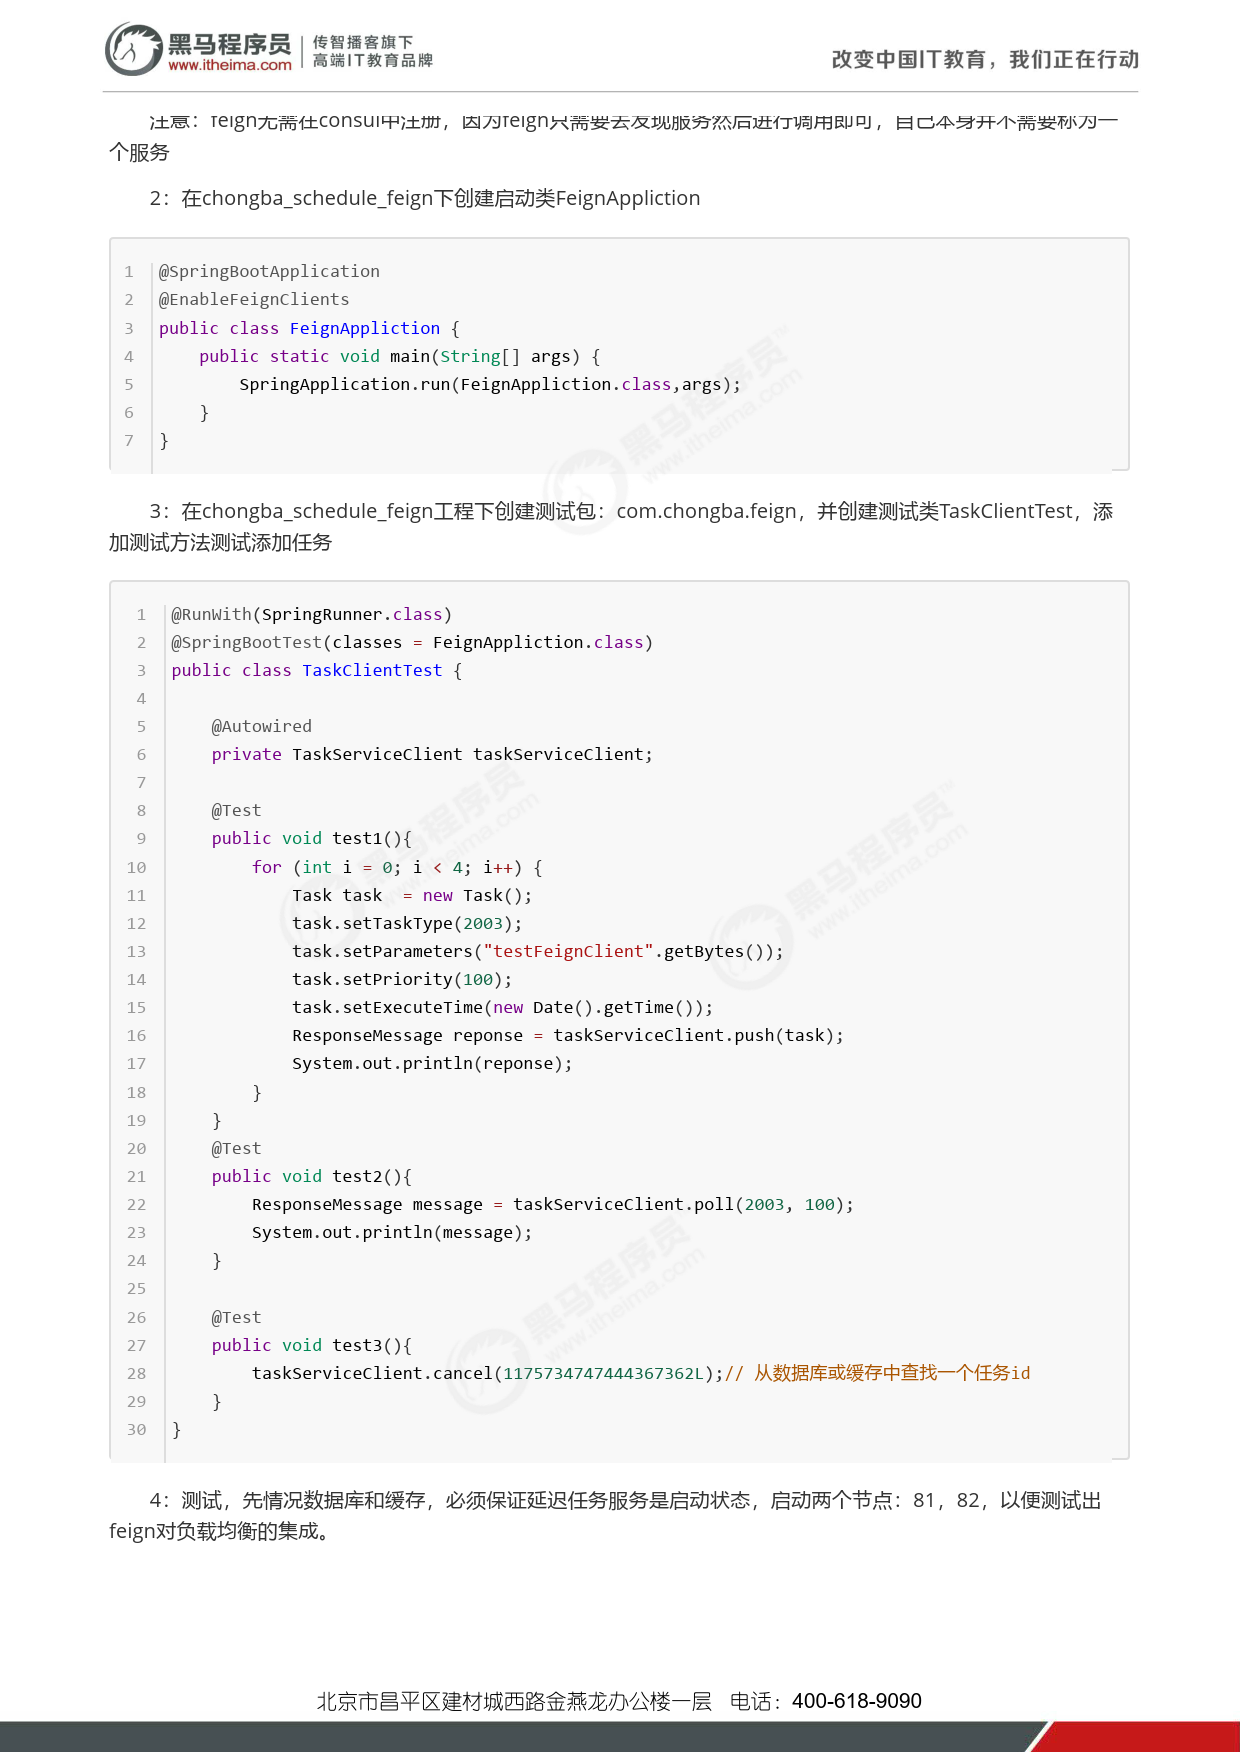 黑马程序员
www.itheima.com
传智播客旗下
高端IT教育品牌
改变中国IT教育，我们正在行动
注意：feign无需在consul中注册，因为feign只需要去发现服务然后进行调用即可，自己本身并不需要称为一
个服务
2：在chongba_schedule_feign下创建启动类FeignAppliction
1 @SpringBootApplication
2 @EnableFeignClients
3 public class FeignAppliction {
4     public static void main(String[] args) {
5         SpringApplication.run(FeignAppliction.class,args);
6     }
7 }
3：在chongba_schedule_feign工程下创建测试包：com.chongba.feign，并创建测试类TaskClientTest，添
加测试方法测试添加任务
1 @RunWith(SpringRunner.class)
2 @SpringBootTest(classes = FeignAppliction.class)
3 public class TaskClientTest {
4
5     @Autowired
6     private TaskServiceClient taskServiceClient;
7
8     @Test
9     public void test1(){
10         for (int i = 0; i < 4; i++) {
11             Task task  = new Task();
12             task.setTaskType(2003);
13             task.setParameters("testFeignClient".getBytes());
14             task.setPriority(100);
15             task.setExecuteTime(new Date().getTime());
16             ResponseMessage reponse = taskServiceClient.push(task);
17             System.out.println(reponse);
18         }
19     }
20     @Test
21     public void test2(){
22         ResponseMessage message = taskServiceClient.poll(2003, 100);
23         System.out.println(message);
24     }
25
26     @Test
27     public void test3(){
28         taskServiceClient.cancel(1175734747444367362L);// 从数据库或缓存中查找一个任务id
29     }
30 }
4：测试，先情况数据库和缓存，必须保证延迟任务服务是启动状态，启动两个节点：81，82，以便测试出
feign对负载均衡的集成。
北京市昌平区建材城西路金燕龙办公楼一层   电话：400-618-9090